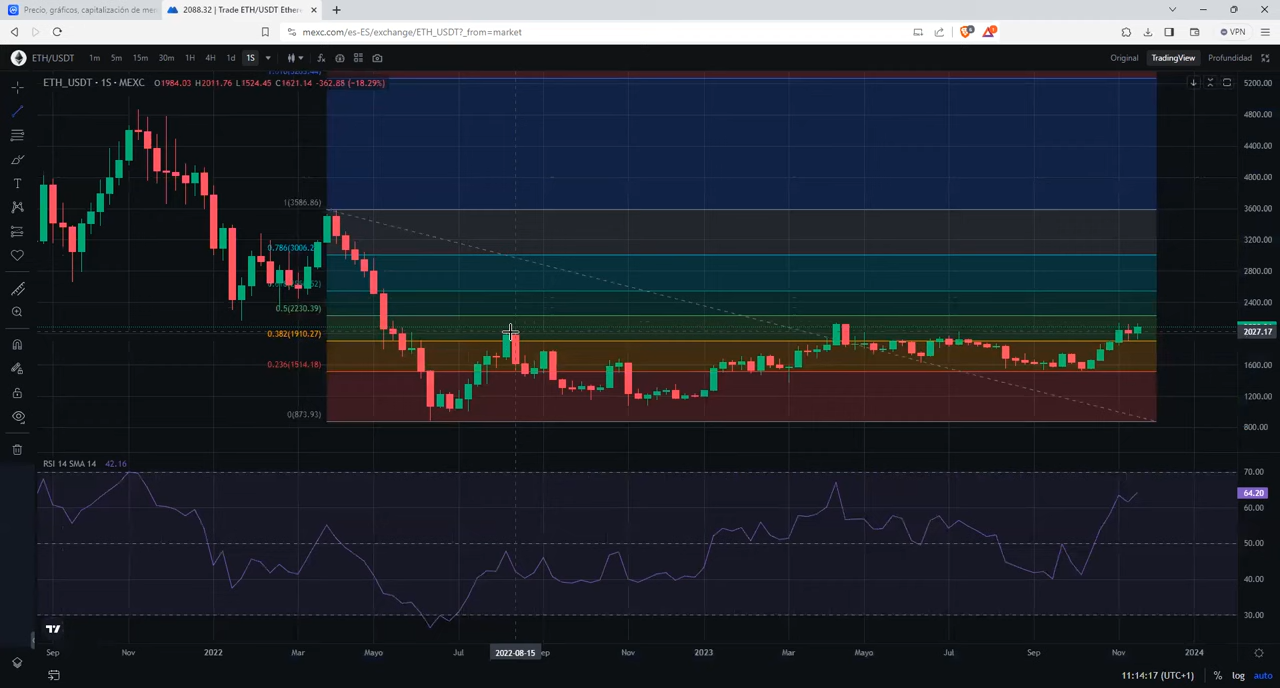 Precio, gráficos, capitalización de mer
2088.32 | Trade ETH/USDT Ethere
mexc.com/es-ES/exchange/ETH_USDT?_from=market
VPN
ETH/USDT 1m 5m 15m 30m 1H 4H 1d 1S
Original TradingView Profundidad
ETH_USDT · 1S · MEXC O1984.03 H2011.76 L1524.45 C1621.14 -362.88 (-18.29%)
5200.00
4800.00
4400.00
4000.00
1(3586.86)
3600.00
0.786(3006.2
3200.00
2800.00
2400.00
0.5(2230.39)
0.382(1910.27)
2027.17
0.236(1514.18)
1600.00
1200.00
0(873.93)
800.00
RSI 14 SMA 14 42.16
70.00
64.20
60.00
50.00
40.00
30.00
Sep Nov 2022 Mar Mayo Jul 2022-08-15 ep Nov 2023 Mar Mayo Jul Sep Nov 2024
11:14:17 (UTC+1) % log auto